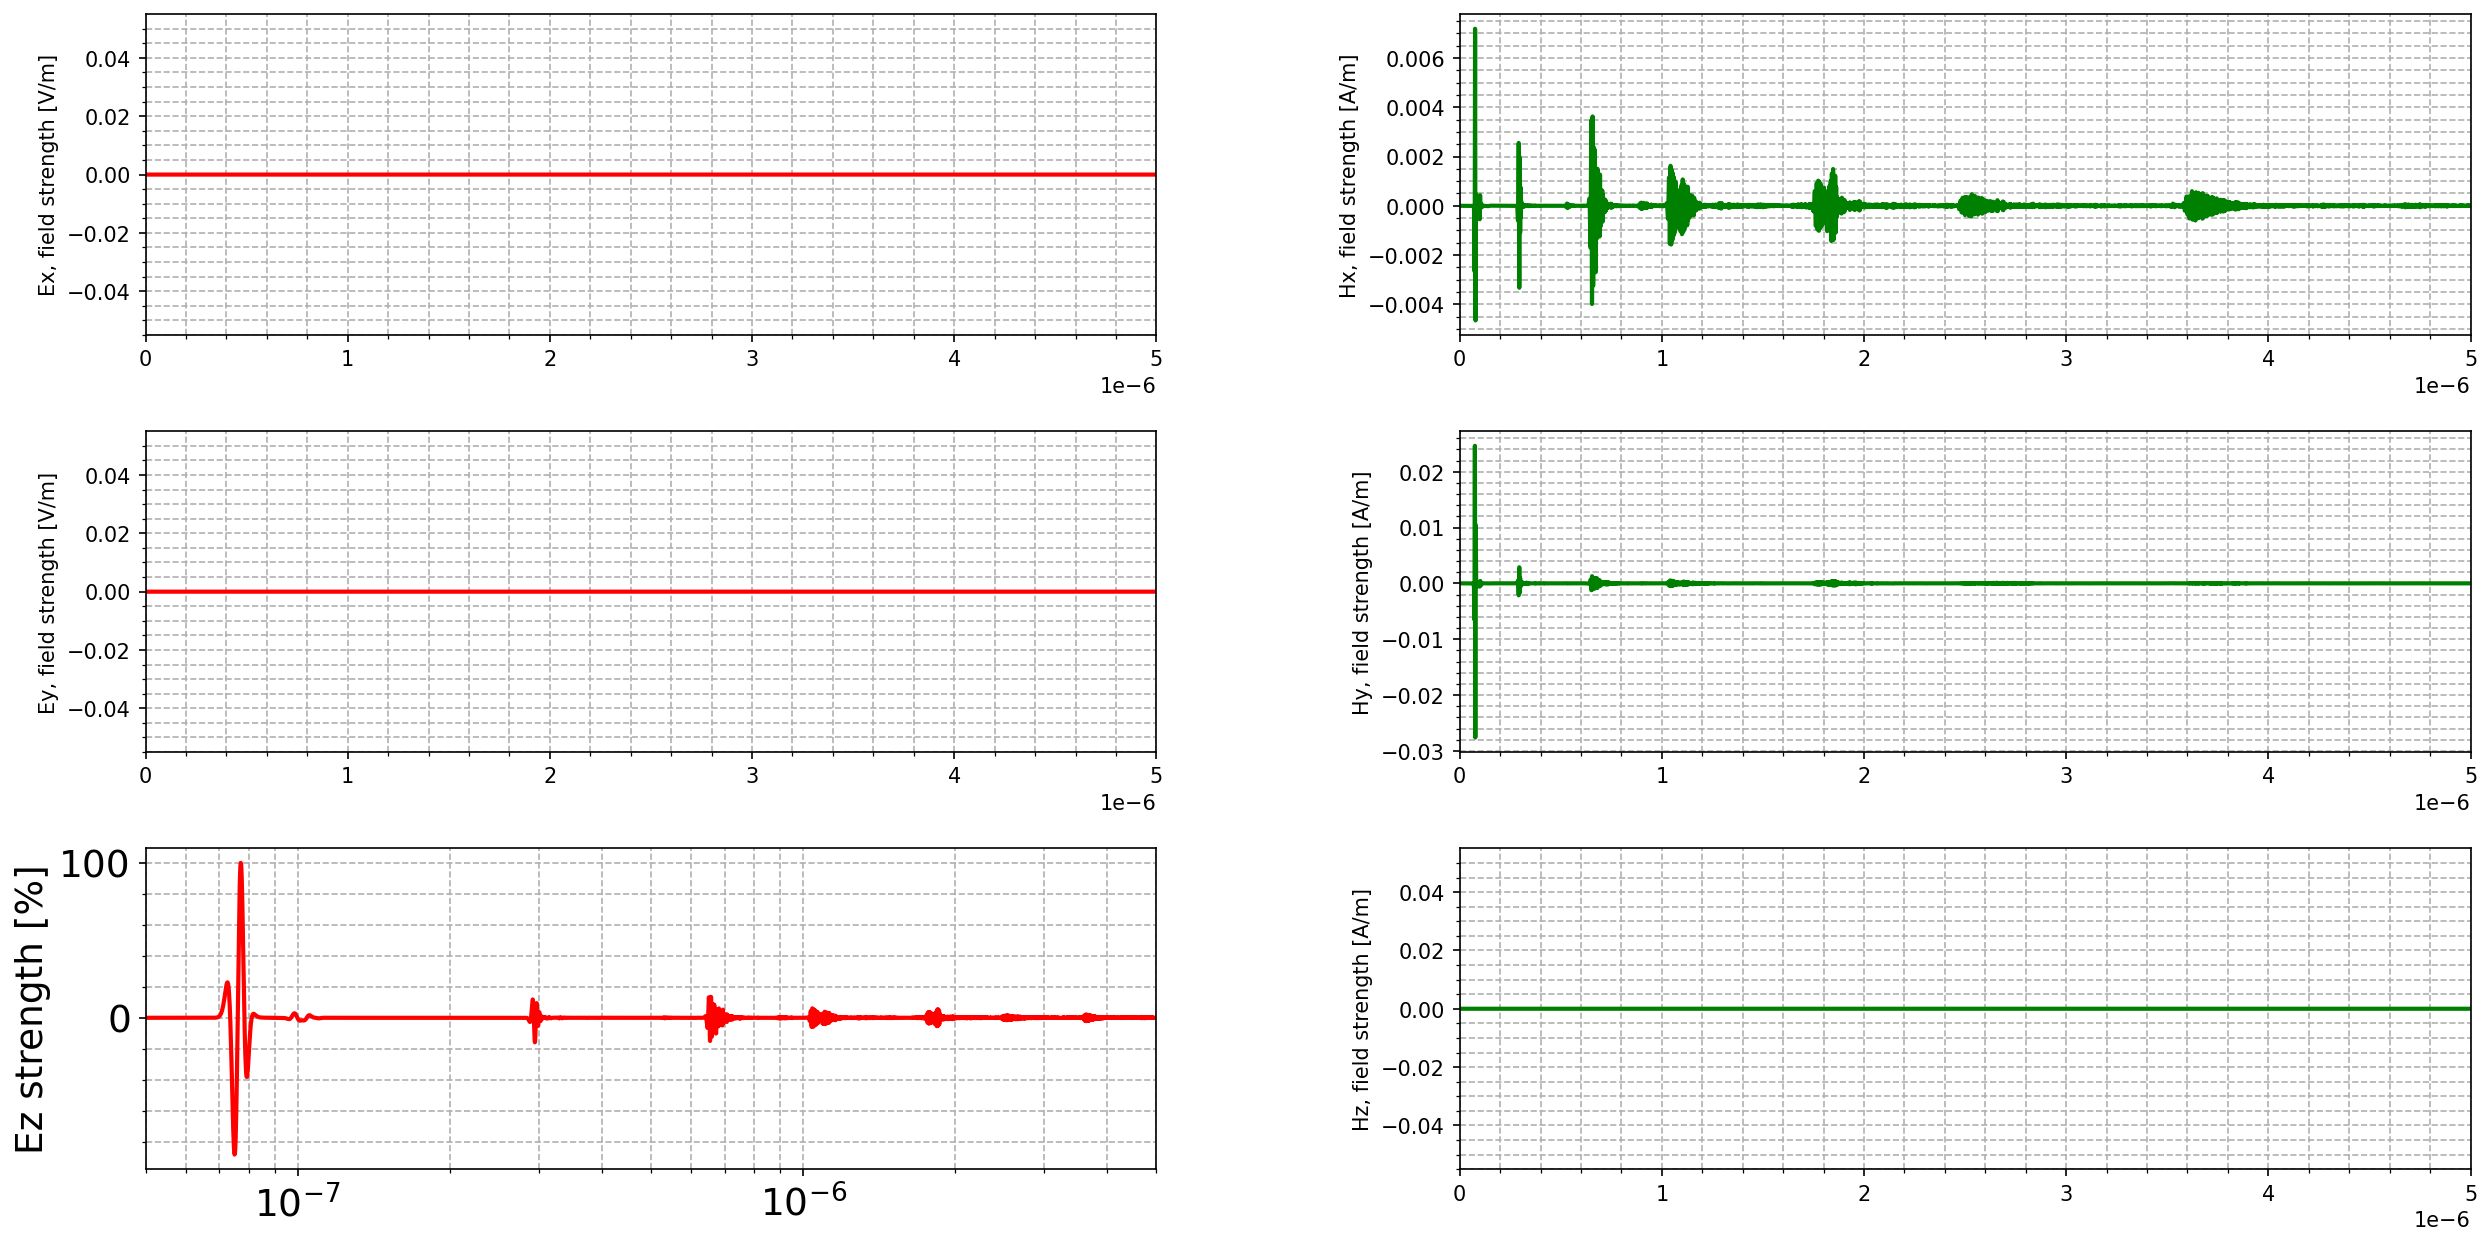 Ex, field strength [V/m]
0.04
0.02
0.00
−0.02
−0.04
0 1 2 3 4 5
1e−6
Hx, field strength [A/m]
0.006
0.004
0.002
0.000
−0.002
−0.004
0 1 2 3 4 5
1e−6
Ey, field strength [V/m]
0.04
0.02
0.00
−0.02
−0.04
0 1 2 3 4 5
1e−6
Hy, field strength [A/m]
0.02
0.01
0.00
−0.01
−0.02
−0.03
0 1 2 3 4 5
1e−6
Ez strength [%]
100
0
10⁻⁷ 10⁻⁶
Hz, field strength [A/m]
0.04
0.02
0.00
−0.02
−0.04
0 1 2 3 4 5
1e−6